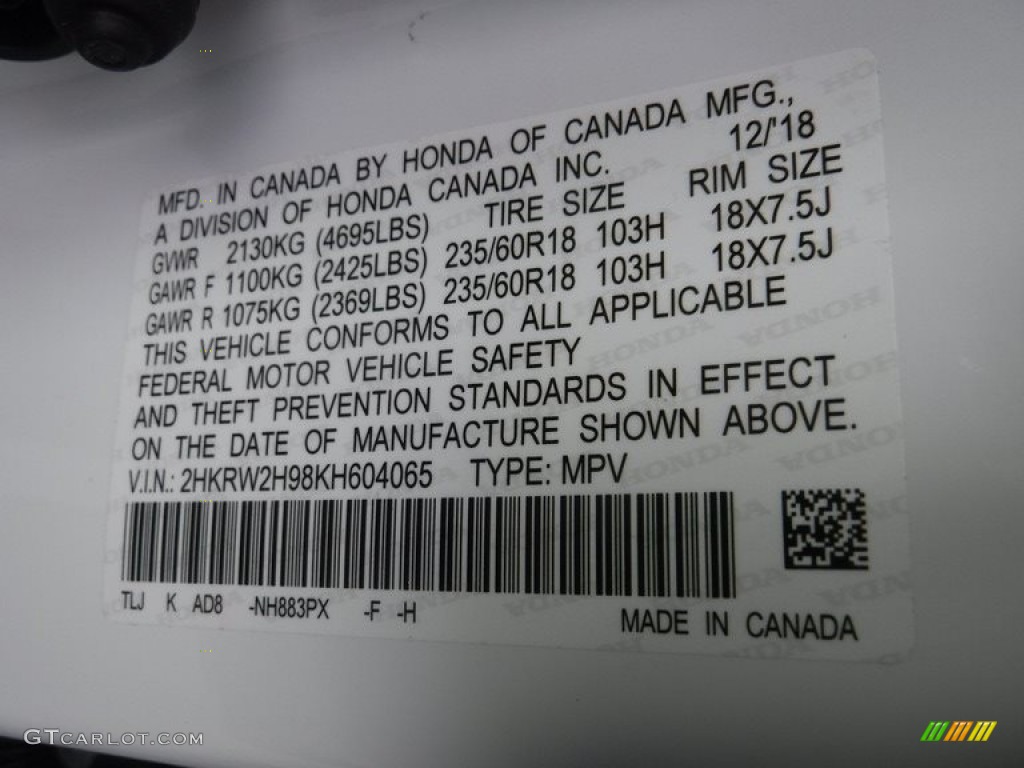 MFD. IN CANADA BY HONDA OF CANADA MFG.,
A DIVISION OF HONDA CANADA INC. 12/'18
GVWR 2130KG (4695LBS) TIRE SIZE RIM SIZE
GAWR F 1100KG (2425LBS) 235/60R18 103H 18X7.5J
GAWR R 1075KG (2369LBS) 235/60R18 103H 18X7.5J
THIS VEHICLE CONFORMS TO ALL APPLICABLE
FEDERAL MOTOR VEHICLE SAFETY
AND THEFT PREVENTION STANDARDS IN EFFECT
ON THE DATE OF MANUFACTURE SHOWN ABOVE.
V.I.N.: 2HKRW2H98KH604065 TYPE: MPV
TLJ K AD8 -NH883PX -F -H
MADE IN CANADA
GTCARLOT.COM